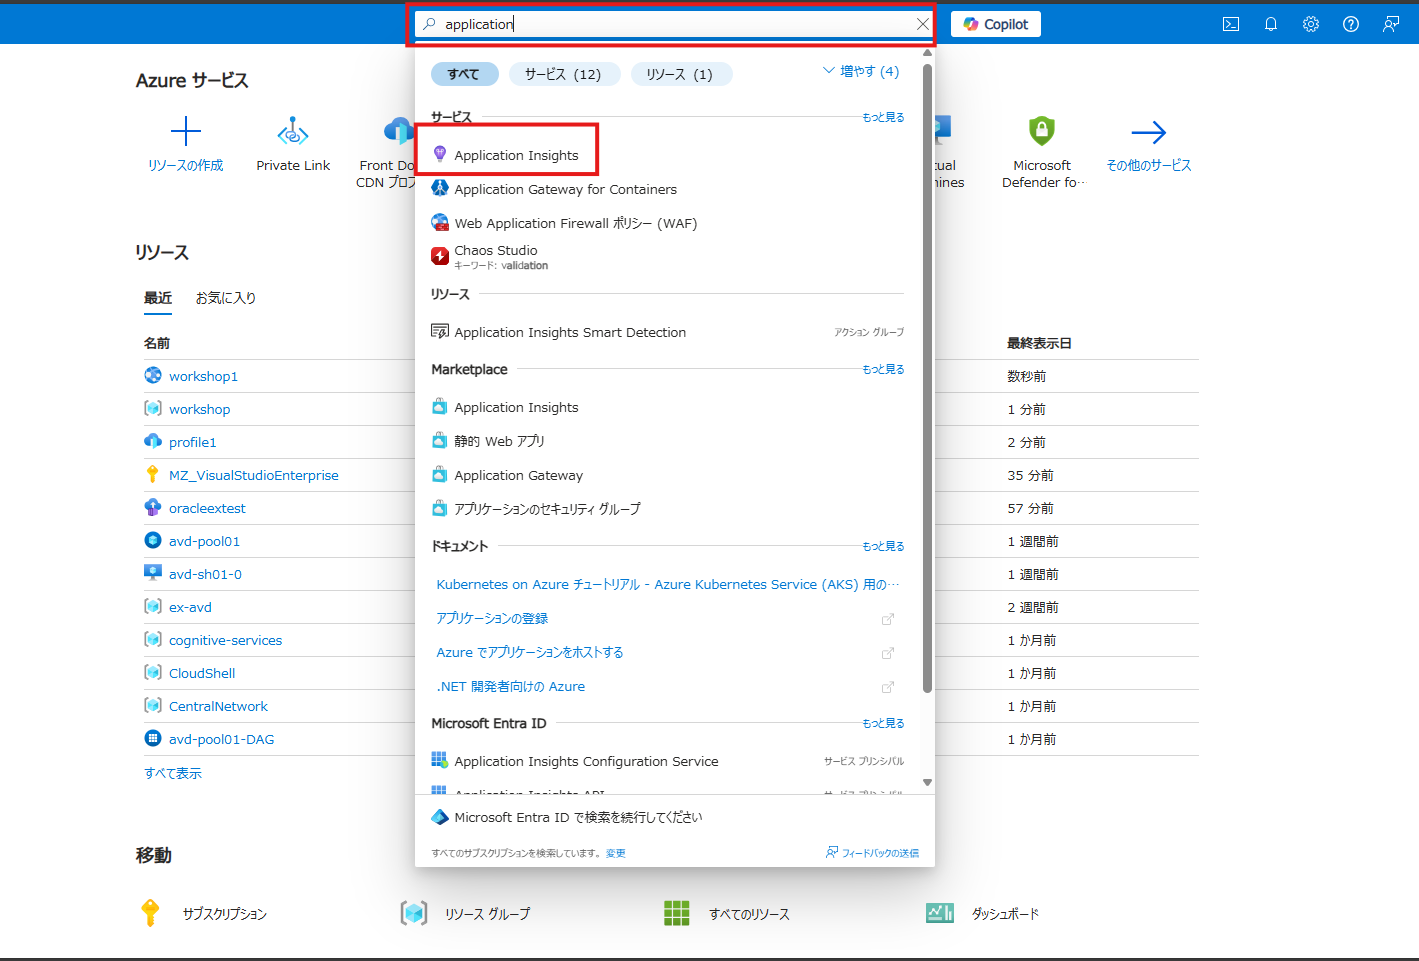 application
Copilot
すべて
サービス (12)
リソース (1)
増やす (4)
サービス
もっと見る
Application Insights
Application Gateway for Containers
Web Application Firewall ポリシー (WAF)
Chaos Studio
キーワード: validation
リソース
Application Insights Smart Detection
アクション グループ
Marketplace
もっと見る
Application Insights
静的 Web アプリ
Application Gateway
アプリケーションのセキュリティ グループ
ドキュメント
もっと見る
Kubernetes on Azure チュートリアル - Azure Kubernetes Service (AKS) 用の…
アプリケーションの登録
Azure でアプリケーションをホストする
.NET 開発者向けの Azure
Microsoft Entra ID
もっと見る
Application Insights Configuration Service
サービス プリンシパル
Application Insights API
サービス プリンシパル
Microsoft Entra ID で検索を続行してください
すべてのサブスクリプションを検索しています。 変更
フィードバックの送信
Azure サービス
リソースの作成
Private Link
Front Do
CDN プロフ
tual
hines
Microsoft
Defender fo…
その他のサービス
リソース
最近
お気に入り
名前
最終表示日
workshop1
数秒前
workshop
1 分前
profile1
2 分前
MZ_VisualStudioEnterprise
35 分前
oracleextest
57 分前
avd-pool01
1 週間前
avd-sh01-0
1 週間前
ex-avd
2 週間前
cognitive-services
1 か月前
CloudShell
1 か月前
CentralNetwork
1 か月前
avd-pool01-DAG
1 か月前
すべて表示
移動
サブスクリプション
リソース グループ
すべてのリソース
ダッシュボード